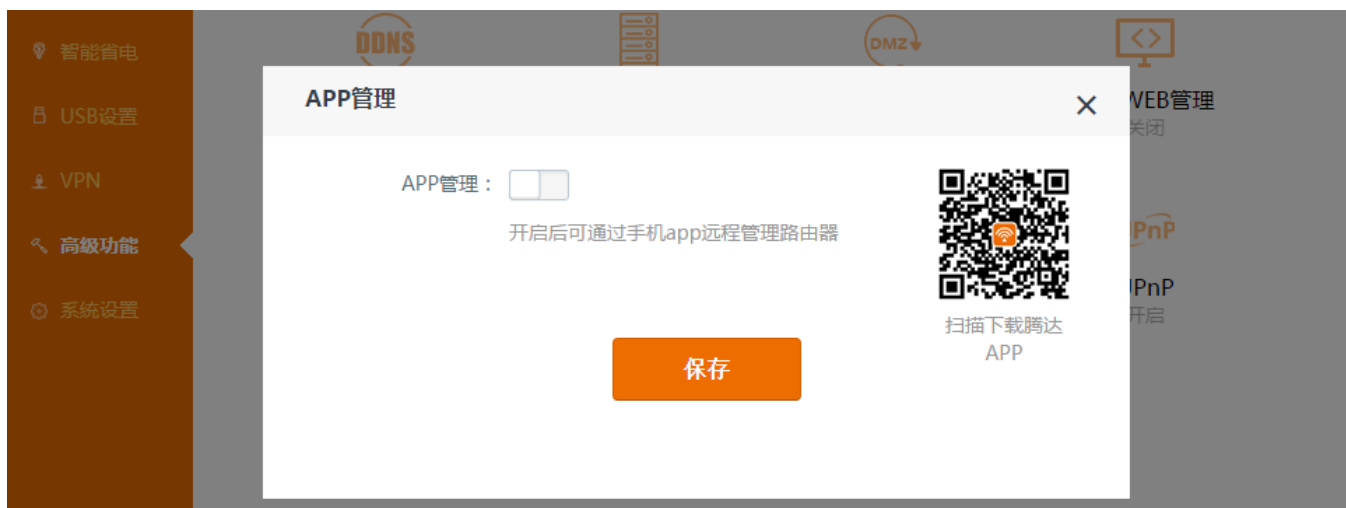 智能省电
USB设置
VPN
高级功能
系统设置
DDNS
DMZ
WEB管理
关闭
PnP
PnP
开启
APP管理
APP管理：
开启后可通过手机app远程管理路由器
扫描下载腾达
APP
保存